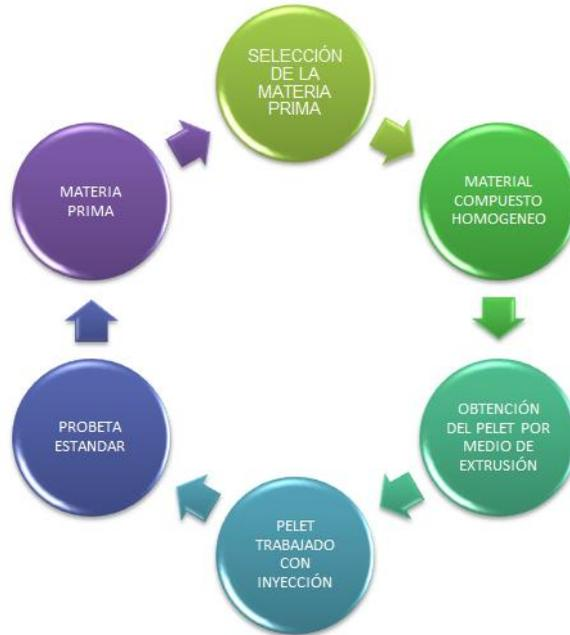 SELECCIÓN
DE LA
MATERIA
PRIMA
MATERIAL
COMPUESTO
HOMOGENEO
OBTENCIÓN
DEL PELET POR
MEDIO DE
EXTRUSIÓN
PELET
TRABAJADO
CON
INYECCIÓN
PROBETA
ESTANDAR
MATERIA
PRIMA